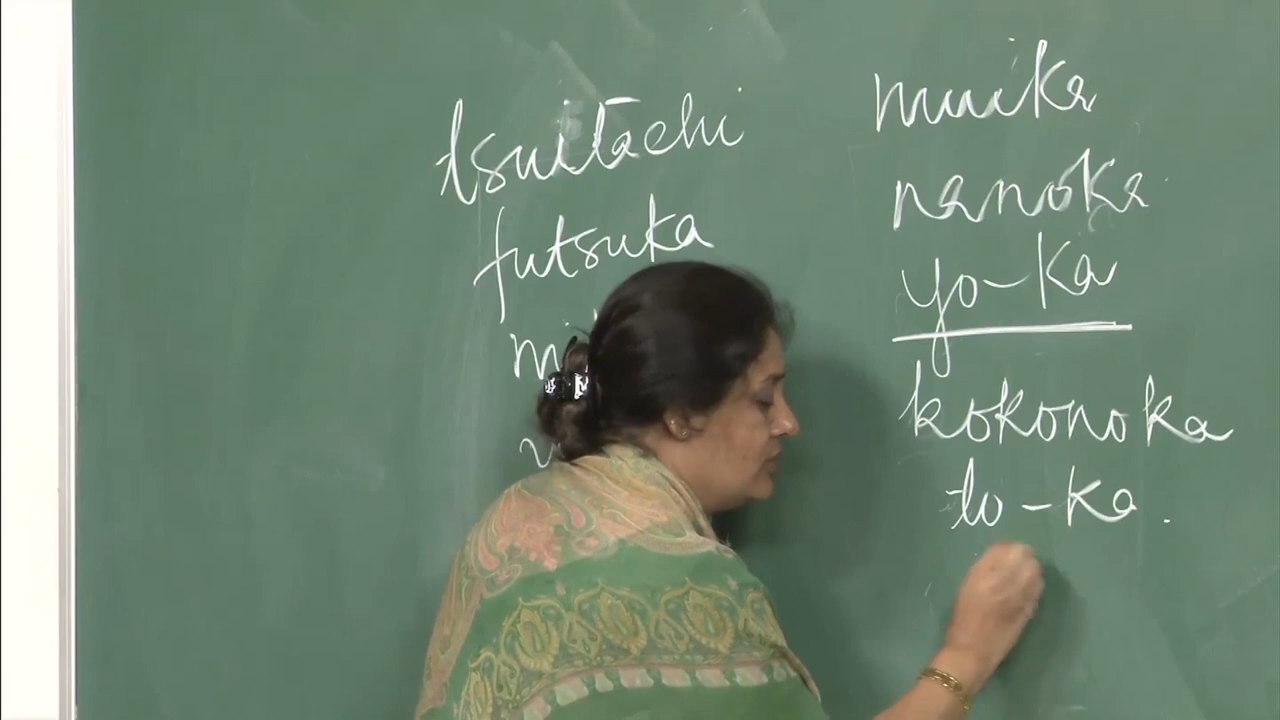 tsuitachi
futsuka
muika
nanoka
yo-ka
kokonoka
to-ka.